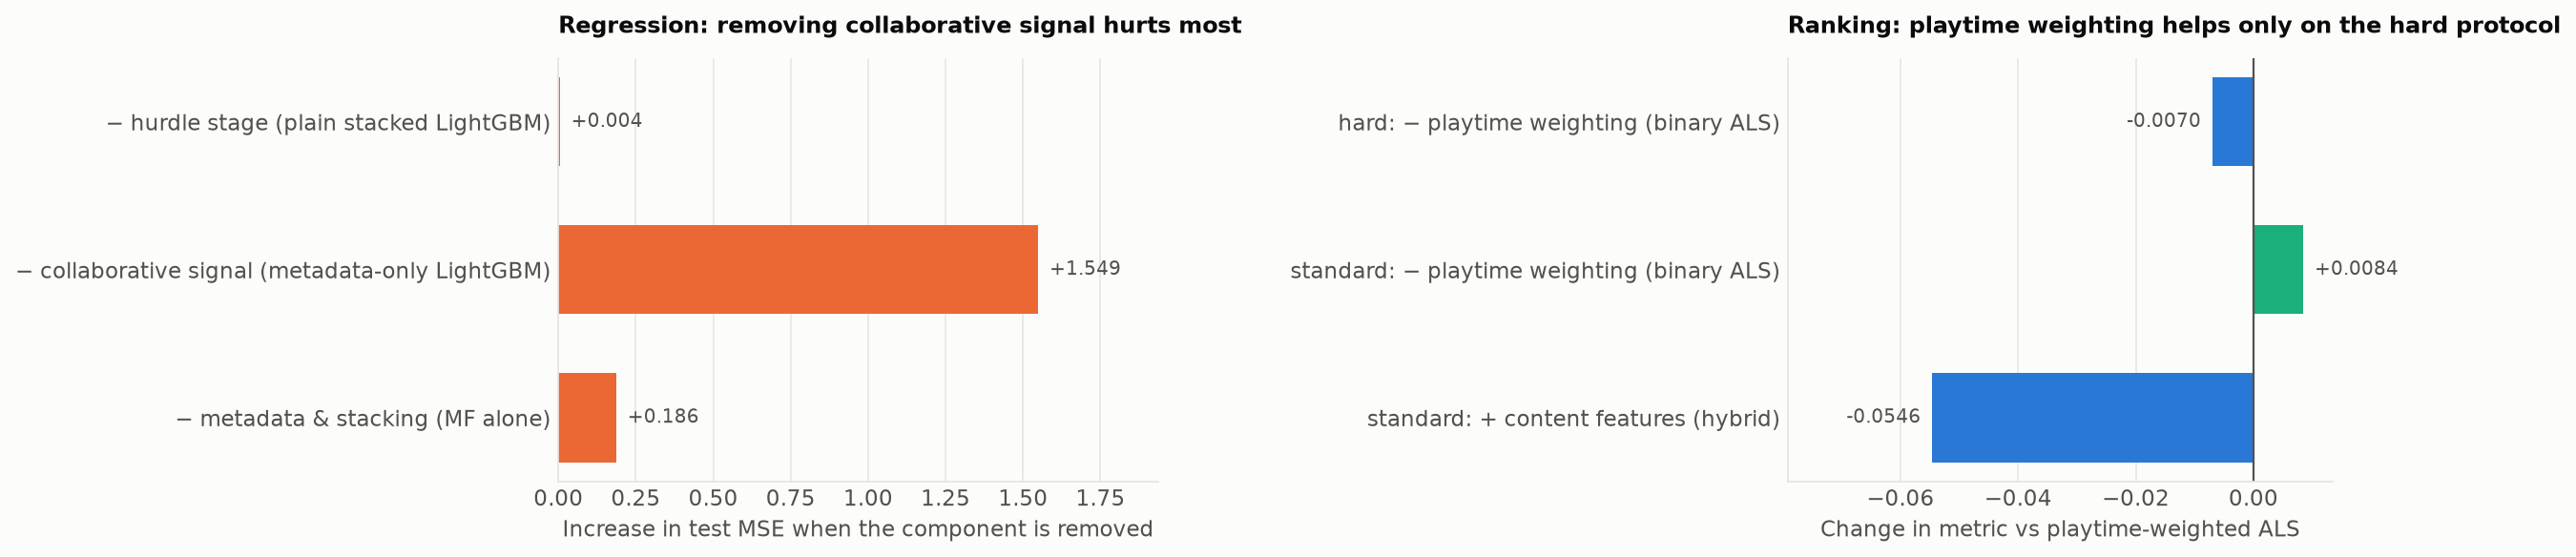 Regression: removing collaborative signal hurts most
− hurdle stage (plain stacked LightGBM)
+0.004
− collaborative signal (metadata-only LightGBM)
+1.549
− metadata & stacking (MF alone)
+0.186
0.00 0.25 0.50 0.75 1.00 1.25 1.50 1.75
Increase in test MSE when the component is removed
Ranking: playtime weighting helps only on the hard protocol
hard: − playtime weighting (binary ALS)
-0.0070
standard: − playtime weighting (binary ALS)
+0.0084
standard: + content features (hybrid)
-0.0546
−0.06 −0.04 −0.02 0.00
Change in metric vs playtime-weighted ALS